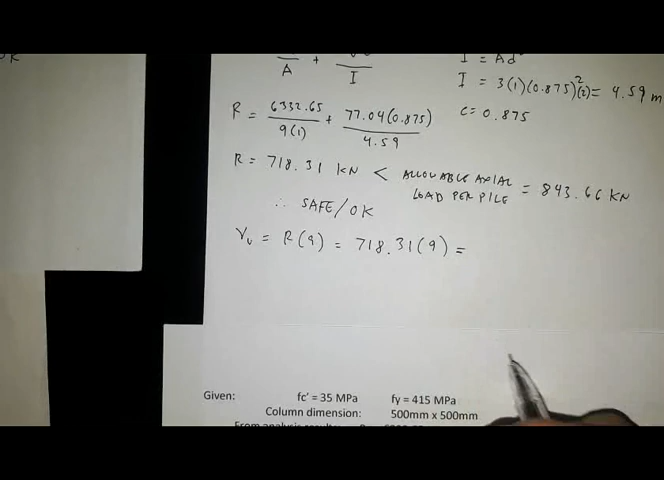 OK
A + I
I = Ad²
I = 3(1)(0.875)²(2) = 4.59 m
R = 6332.65 / 9(1) + 77.04(0.875) / 4.59
c = 0.875
R = 718.31 KN < ALLOWABLE AXIAL LOAD PER PILE = 843.66 KN
∴ SAFE/OK
Vu = R(9) = 718.31(9) =
Given: fc' = 35 MPa fy = 415 MPa
Column dimension: 500mm x 500mm